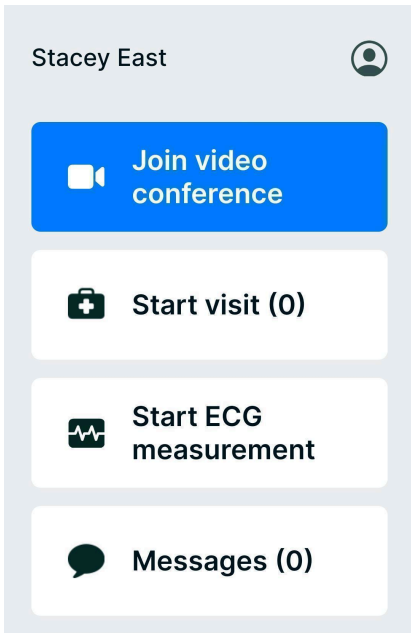 Stacey East
Join video
conference
Start visit (0)
Start ECG
measurement
Messages (0)